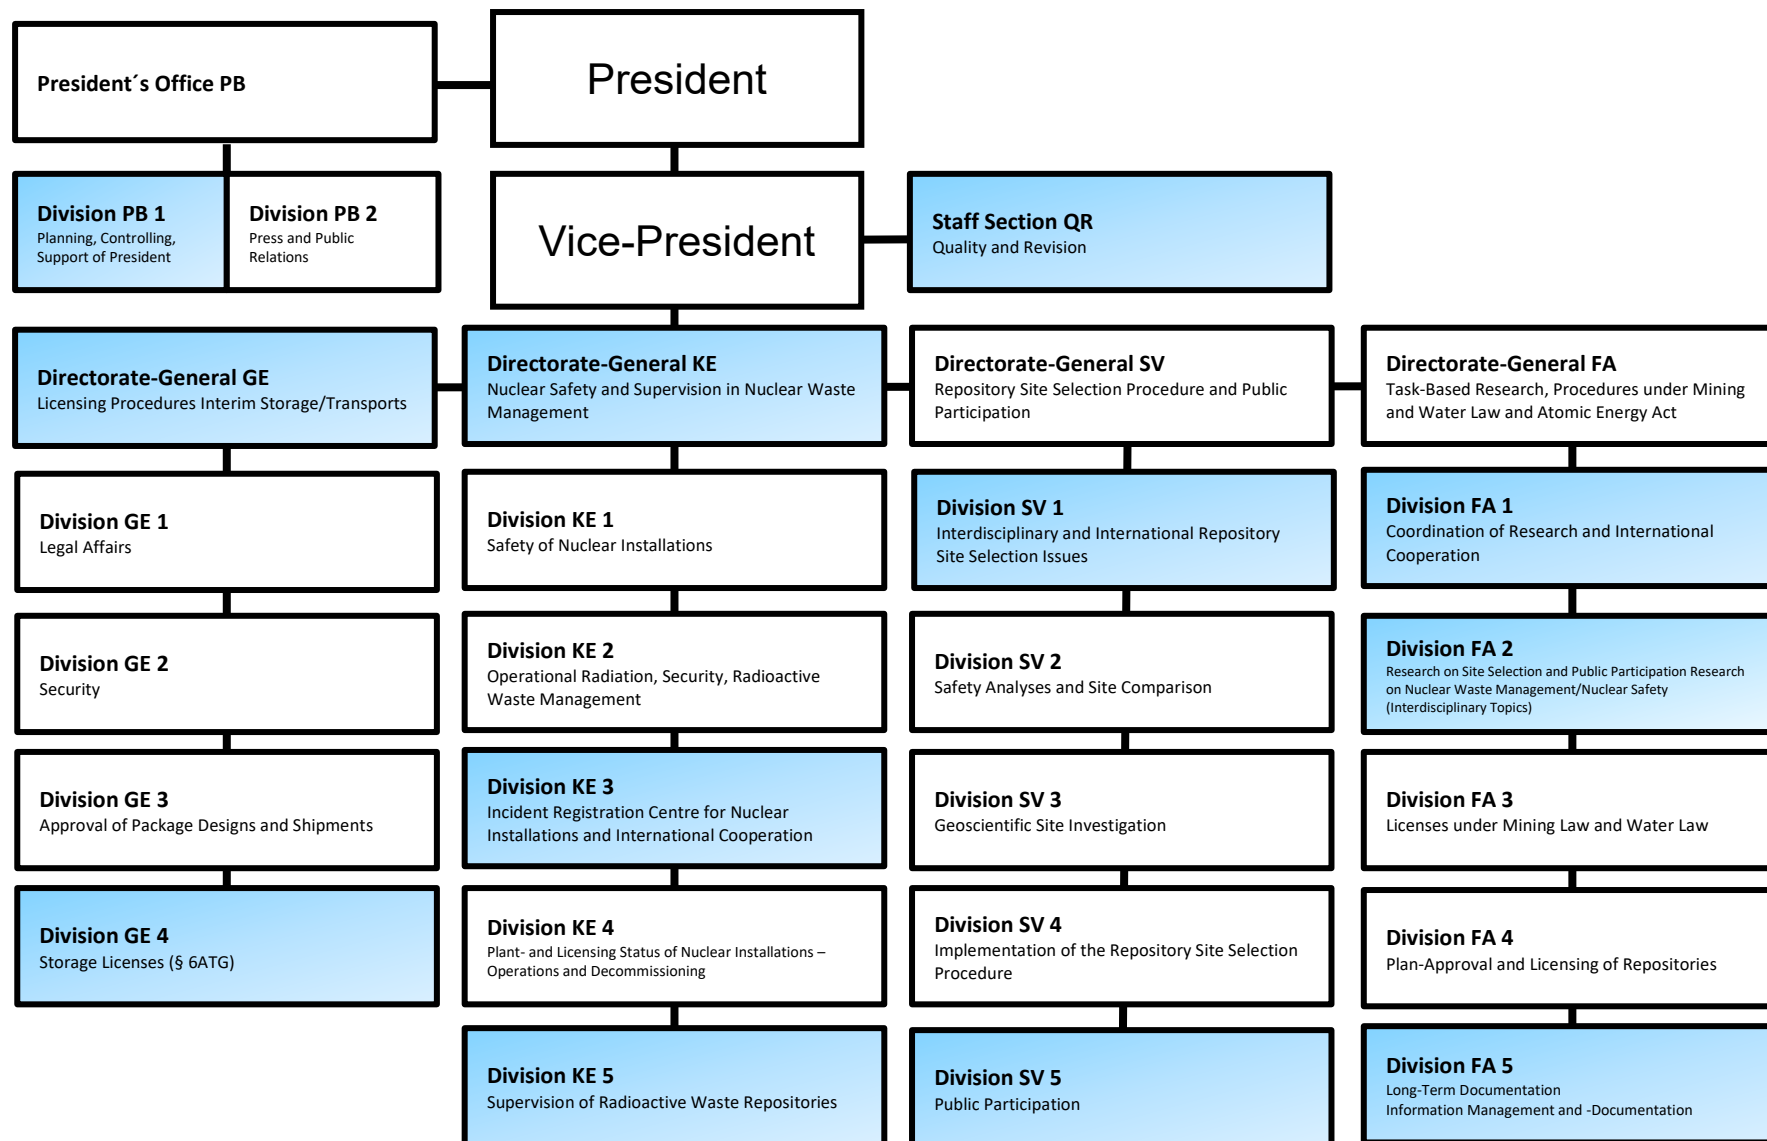 President´s Office PB
President
Division PB 1
Planning, Controlling,
Support of President
Division PB 2
Press and Public
Relations
Vice-President
Staff Section QR
Quality and Revision
Directorate-General GE
Licensing Procedures Interim Storage/Transports
Directorate-General KE
Nuclear Safety and Supervision in Nuclear Waste
Management
Directorate-General SV
Repository Site Selection Procedure and Public
Participation
Directorate-General FA
Task-Based Research, Procedures under Mining
and Water Law and Atomic Energy Act
Division GE 1
Legal Affairs
Division KE 1
Safety of Nuclear Installations
Division SV 1
Interdisciplinary and International Repository
Site Selection Issues
Division FA 1
Coordination of Research and International
Cooperation
Division GE 2
Security
Division KE 2
Operational Radiation, Security, Radioactive
Waste Management
Division SV 2
Safety Analyses and Site Comparison
Division FA 2
Research on Site Selection and Public Participation Research
on Nuclear Waste Management/Nuclear Safety
(Interdisciplinary Topics)
Division GE 3
Approval of Package Designs and Shipments
Division KE 3
Incident Registration Centre for Nuclear
Installations and International Cooperation
Division SV 3
Geoscientific Site Investigation
Division FA 3
Licenses under Mining Law and Water Law
Division GE 4
Storage Licenses (§ 6ATG)
Division KE 4
Plant- and Licensing Status of Nuclear Installations –
Operations and Decommissioning
Division SV 4
Implementation of the Repository Site Selection
Procedure
Division FA 4
Plan-Approval and Licensing of Repositories
Division KE 5
Supervision of Radioactive Waste Repositories
Division SV 5
Public Participation
Division FA 5
Long-Term Documentation
Information Management and -Documentation